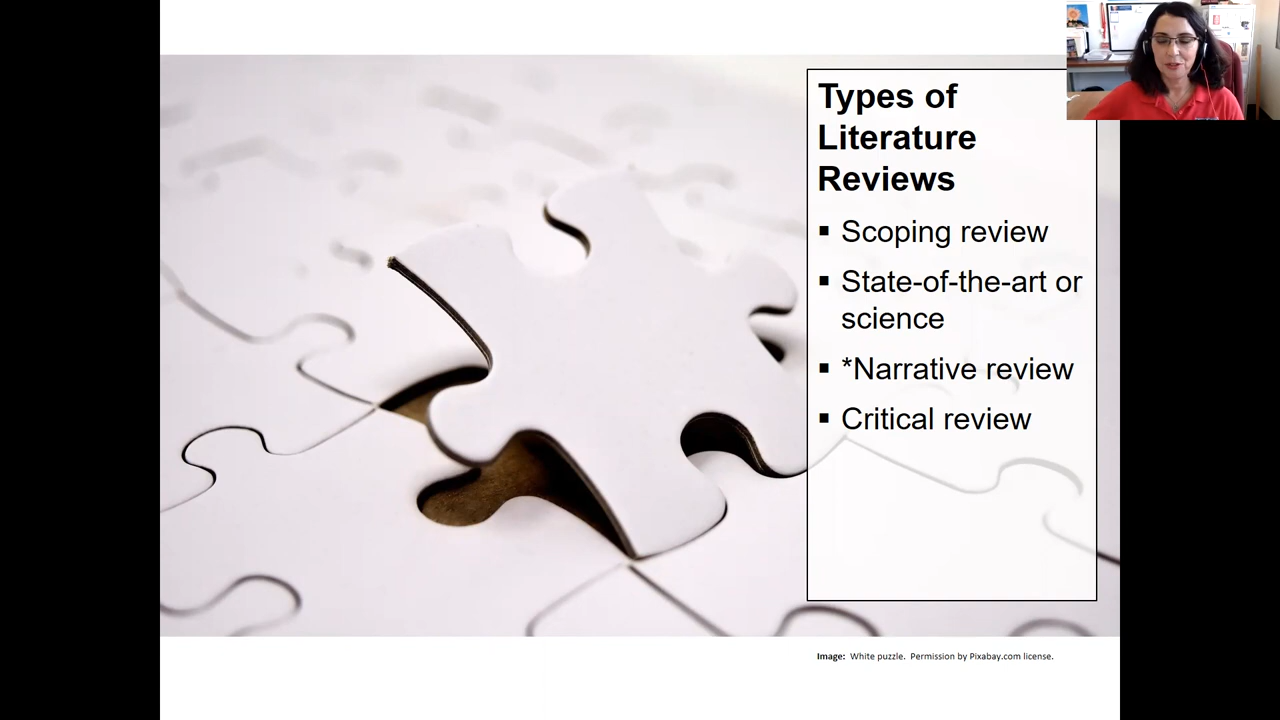 Types of
Literature
Reviews
▪ Scoping review
▪ State-of-the-art or
science
▪ *Narrative review
▪ Critical review
Image: White puzzle. Permission by Pixabay.com license.